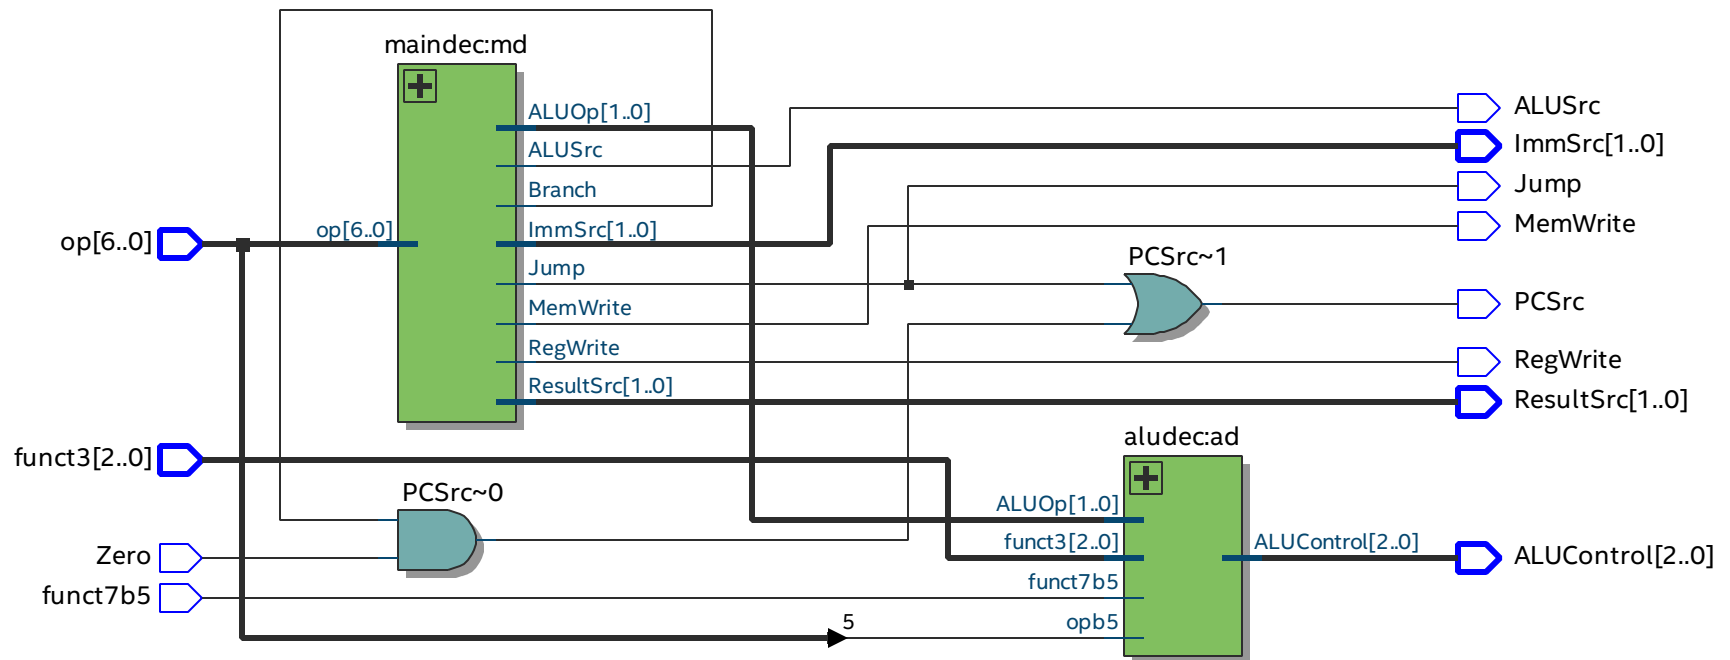 maindec:md
ALUOp[1..0]
ALUSrc
ALUSrc
ImmSrc[1..0]
Branch
Jump
op[6..0]
op[6..0]
ImmSrc[1..0]
MemWrite
Jump
PCSrc~1
MemWrite
PCSrc
RegWrite
RegWrite
ResultSrc[1..0]
ResultSrc[1..0]
aludec:ad
funct3[2..0]
PCSrc~0
ALUOp[1..0]
Zero
funct3[2..0]
ALUControl[2..0]
ALUControl[2..0]
funct7b5
funct7b5
5
opb5